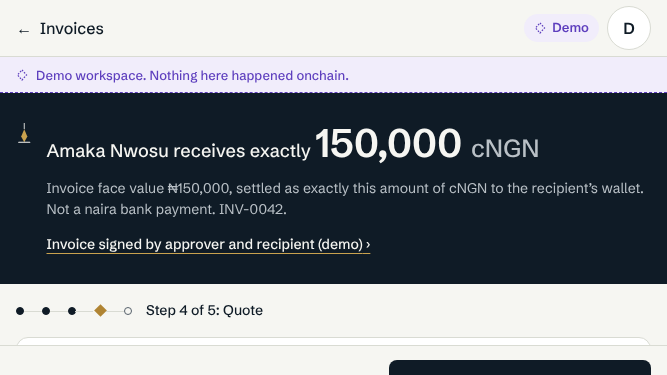 ← Invoices
Demo
D
Demo workspace. Nothing here happened onchain.
Amaka Nwosu receives exactly 150,000 cNGN
Invoice face value ₦150,000, settled as exactly this amount of cNGN to the recipient’s wallet.
Not a naira bank payment. INV-0042.
Invoice signed by approver and recipient (demo) ›
Step 4 of 5: Quote